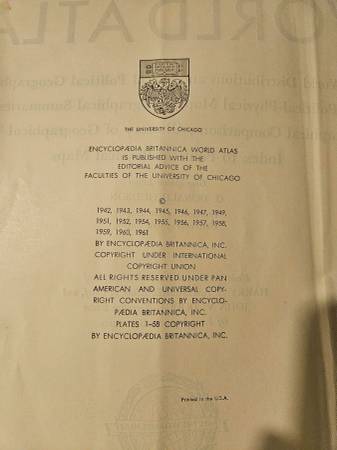 WORLD ATLA
THE UNIVERSITY OF CHICAGO
ENCYCLOPÆDIA BRITANNICA WORLD ATLAS
IS PUBLISHED WITH THE
EDITORIAL ADVICE OF THE
FACULTIES OF THE UNIVERSITY OF CHICAGO
©
1942, 1943, 1944, 1945, 1946, 1947, 1949,
1951, 1952, 1954, 1955, 1956, 1957, 1958,
1959, 1960, 1961
BY ENCYCLOPÆDIA BRITANNICA, INC.
COPYRIGHT UNDER INTERNATIONAL
COPYRIGHT UNION
ALL RIGHTS RESERVED UNDER PAN
AMERICAN AND UNIVERSAL COPY-
RIGHT CONVENTIONS BY ENCYCLO-
PÆDIA BRITANNICA, INC.
PLATES 1–58 COPYRIGHT
BY ENCYCLOPÆDIA BRITANNICA, INC.
Printed in the U.S.A.